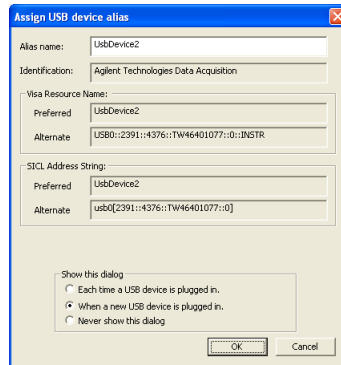 Assign USB device alias
Alias name: UsbDevice2
Identification: Agilent Technologies Data Acquisition
Visa Resource Name:
Preferred UsbDevice2
Alternate USB0::2391::4376::TW46401077::0::INSTR
SICL Address String:
Preferred UsbDevice2
Alternate usb0[2391::4376::TW46401077::0]
Show this dialog
Each time a USB device is plugged in.
When a new USB device is plugged in.
Never show this dialog
OK Cancel